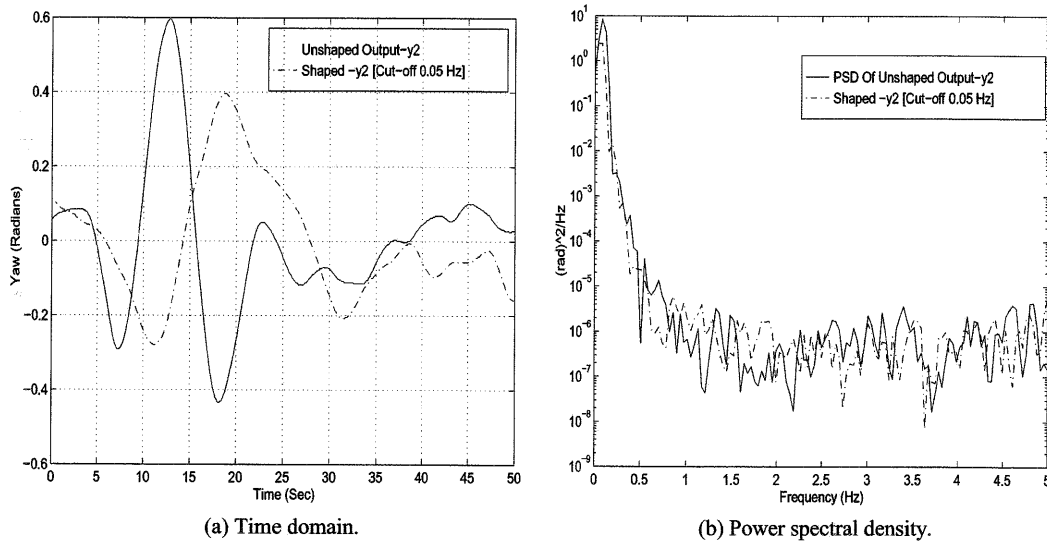 0.6
0.4
0.2
0
−0.2
−0.4
−0.6
Yaw (Radians)
Unshaped Output−y2
Shaped −y2 [Cut−off 0.05 Hz]
0 5 10 15 20 25 30 35 40 45 50
Time (Sec)
(a) Time domain.
10^1
10^0
10^−1
10^−2
10^−3
10^−4
10^−5
10^−6
10^−7
10^−8
10^−9
(rad)^2/Hz
PSD Of Unshaped Output−y2
Shaped −y2 [Cut−off 0.05 Hz]
0 0.5 1 1.5 2 2.5 3 3.5 4 4.5 5
Frequency (Hz)
(b) Power spectral density.